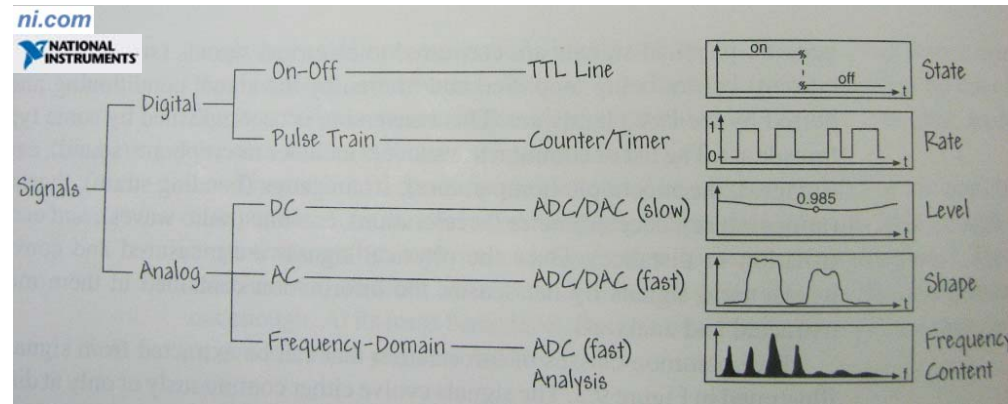 ni.com
NATIONAL
INSTRUMENTS
Signals
Digital
On-Off
TTL Line
on
off
t
State
Pulse Train
Counter/Timer
1
0
t
Rate
DC
ADC/DAC (slow)
0.985
t
Level
Analog
AC
ADC/DAC (fast)
t
Shape
Frequency-Domain
ADC (fast)
Analysis
f
Frequency
Content